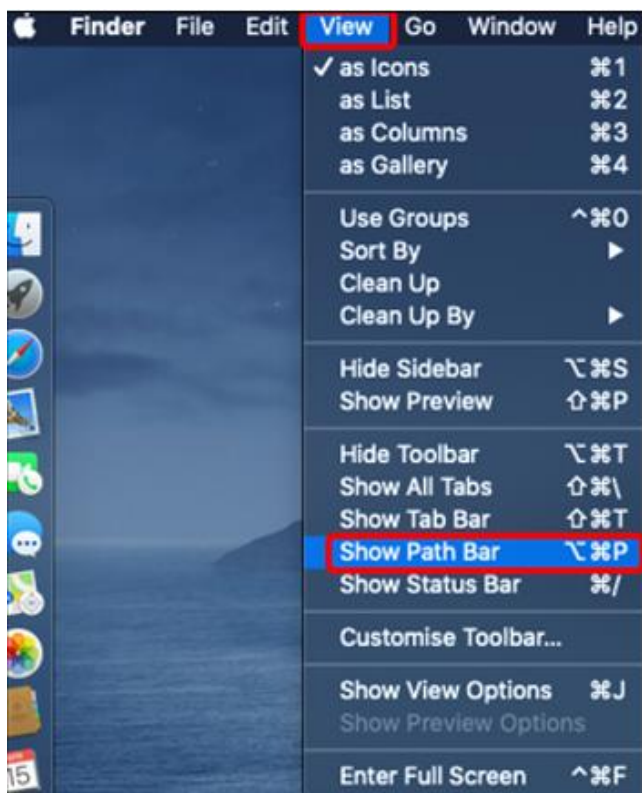 Finder File Edit View Go Window Help
✓ as Icons ⌘1
as List ⌘2
as Columns ⌘3
as Gallery ⌘4
Use Groups ^⌘0
Sort By ▶
Clean Up
Clean Up By ▶
Hide Sidebar ⌥⌘S
Show Preview ⇧⌘P
Hide Toolbar ⌥⌘T
Show All Tabs ⇧⌘\
Show Tab Bar ⇧⌘T
Show Path Bar ⌥⌘P
Show Status Bar ⌘/
Customise Toolbar...
Show View Options ⌘J
Show Preview Options
Enter Full Screen ^⌘F
15